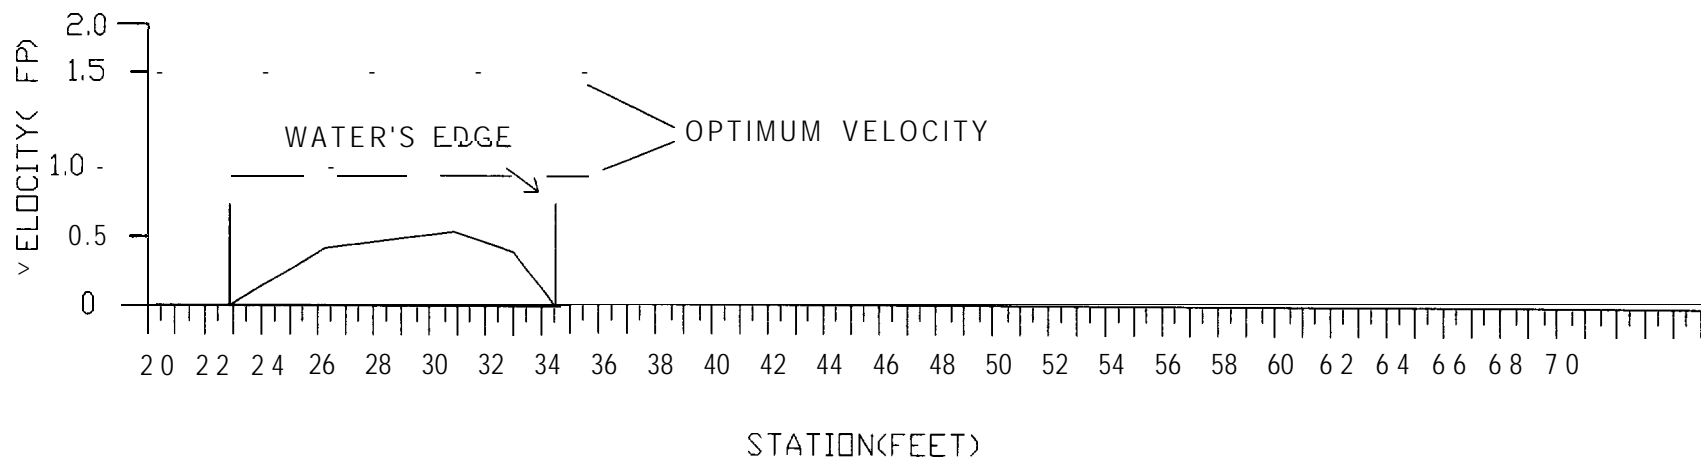 2.0
1.5
WATER'S EDGE
OPTIMUM VELOCITY
1.0
0.5
0
VELOCITY( FP)
20 22 24 26 28 30 32 34 36 38 40 42 44 46 48 50 52 54 56 58 60 62 64 66 68 70
STATION(FEET)